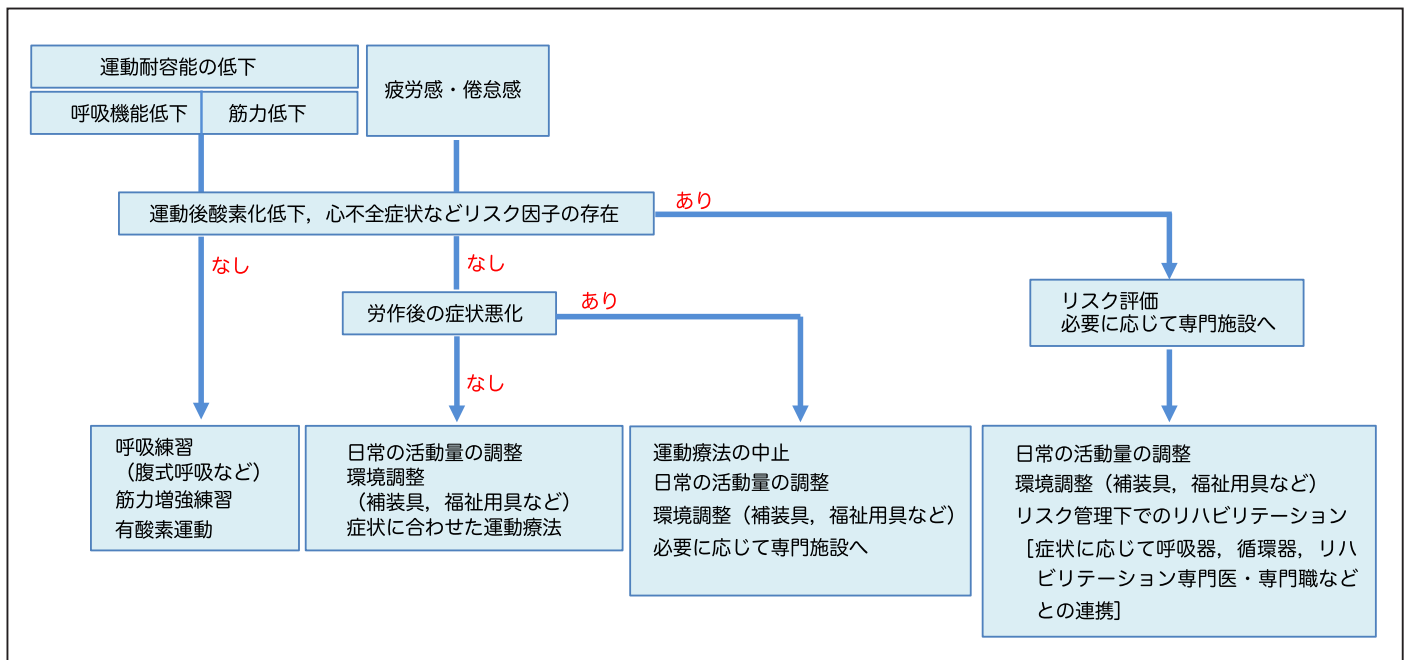 運動耐容能の低下
呼吸機能低下
筋力低下
疲労感・倦怠感
運動後酸素化低下，心不全症状などリスク因子の存在
あり
なし
なし
労作後の症状悪化
あり
なし
リスク評価
必要に応じて専門施設へ
呼吸練習
（腹式呼吸など）
筋力増強練習
有酸素運動
日常の活動量の調整
環境調整
（補装具，福祉用具など）
症状に合わせた運動療法
運動療法の中止
日常の活動量の調整
環境調整（補装具，福祉用具など）
必要に応じて専門施設へ
日常の活動量の調整
環境調整（補装具，福祉用具など）
リスク管理下でのリハビリテーション
［症状に応じて呼吸器，循環器，リハ
ビリテーション専門医・専門職など
との連携］